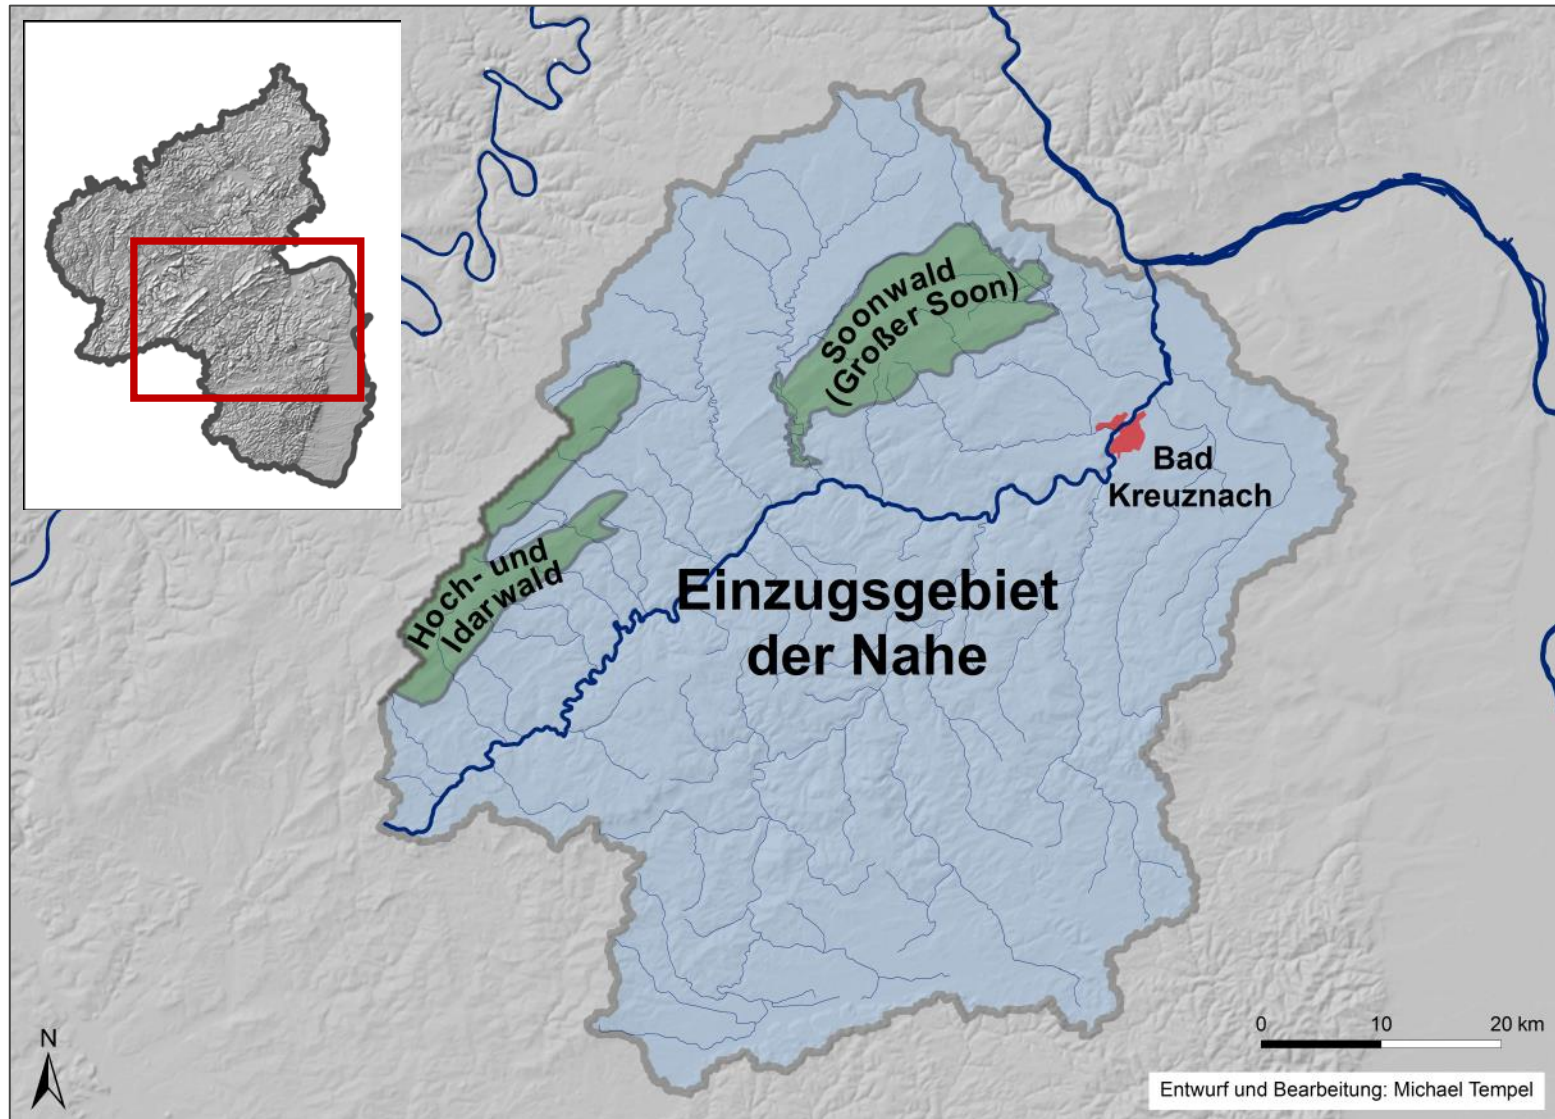 Soonwald
(Großer Soon)
Bad
Kreuznach
Hoch- und
Idarwald
Einzugsgebiet
der Nahe
N
0 10 20 km
Entwurf und Bearbeitung: Michael Tempel